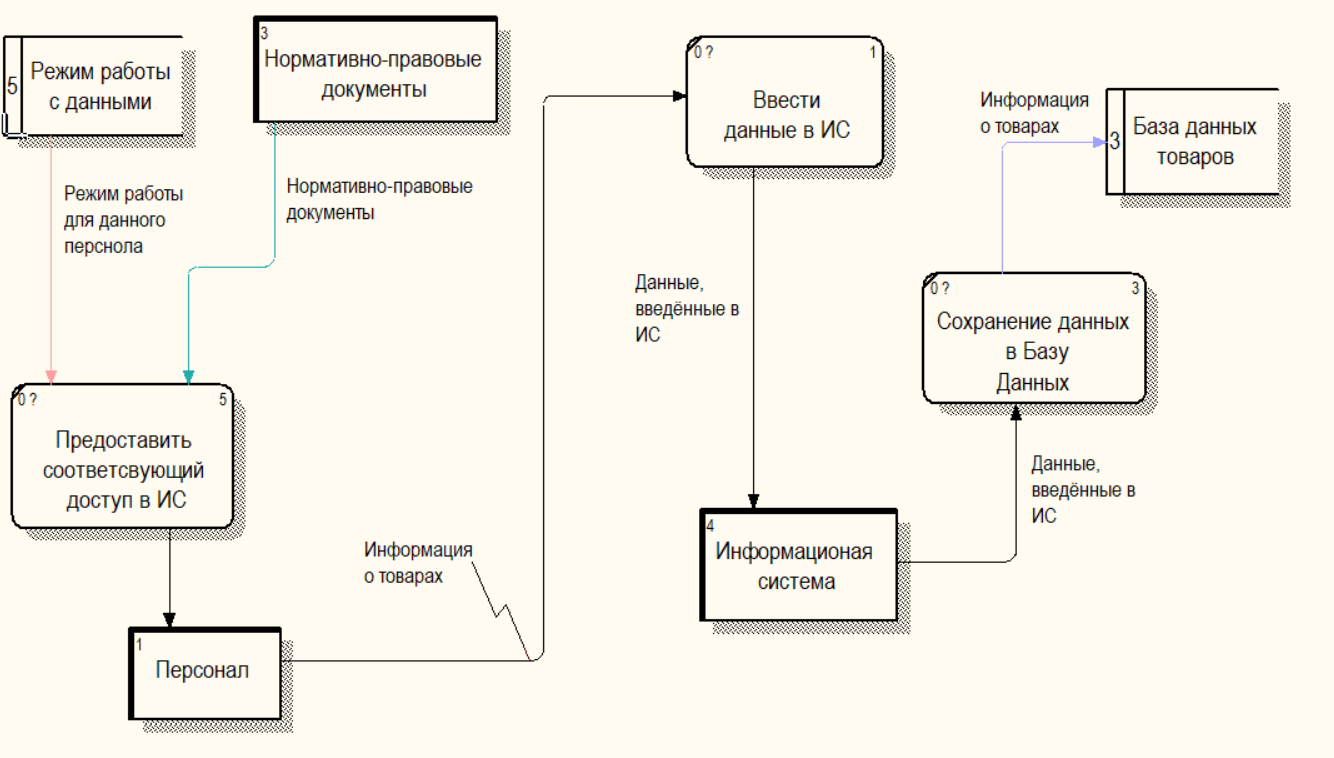 5
Режим работы
с данными
3
Нормативно-правовые
документы
Режим работы
для данного
перснола
Нормативно-правовые
документы
0 ?
5
Предоставить
соответсвующий
доступ в ИС
1
Персонал
Информация
о товарах
0 ?
1
Ввести
данные в ИС
Данные,
введённые в
ИС
4
Информационая
система
Данные,
введённые в
ИС
0 ?
3
Сохранение данных
в Базу
Данных
Информация
о товарах
3
База данных
товаров